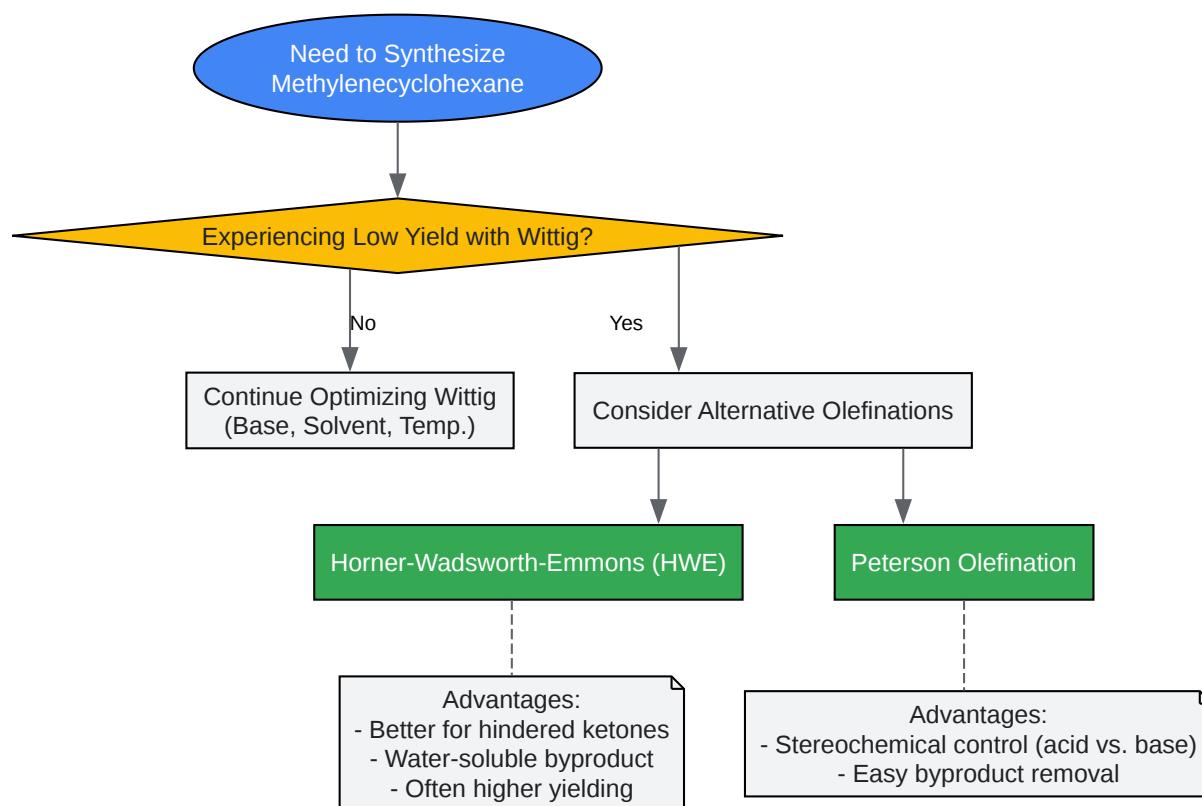 Need to Synthesize
Methylenecyclohexane
Experiencing Low Yield with Wittig?
No
Yes
Continue Optimizing Wittig
(Base, Solvent, Temp.)
Consider Alternative Olefinations
Horner-Wadsworth-Emmons (HWE)
Peterson Olefination
Advantages:
- Better for hindered ketones
- Water-soluble byproduct
- Often higher yielding
Advantages:
- Stereochemical control (acid vs. base)
- Easy byproduct removal